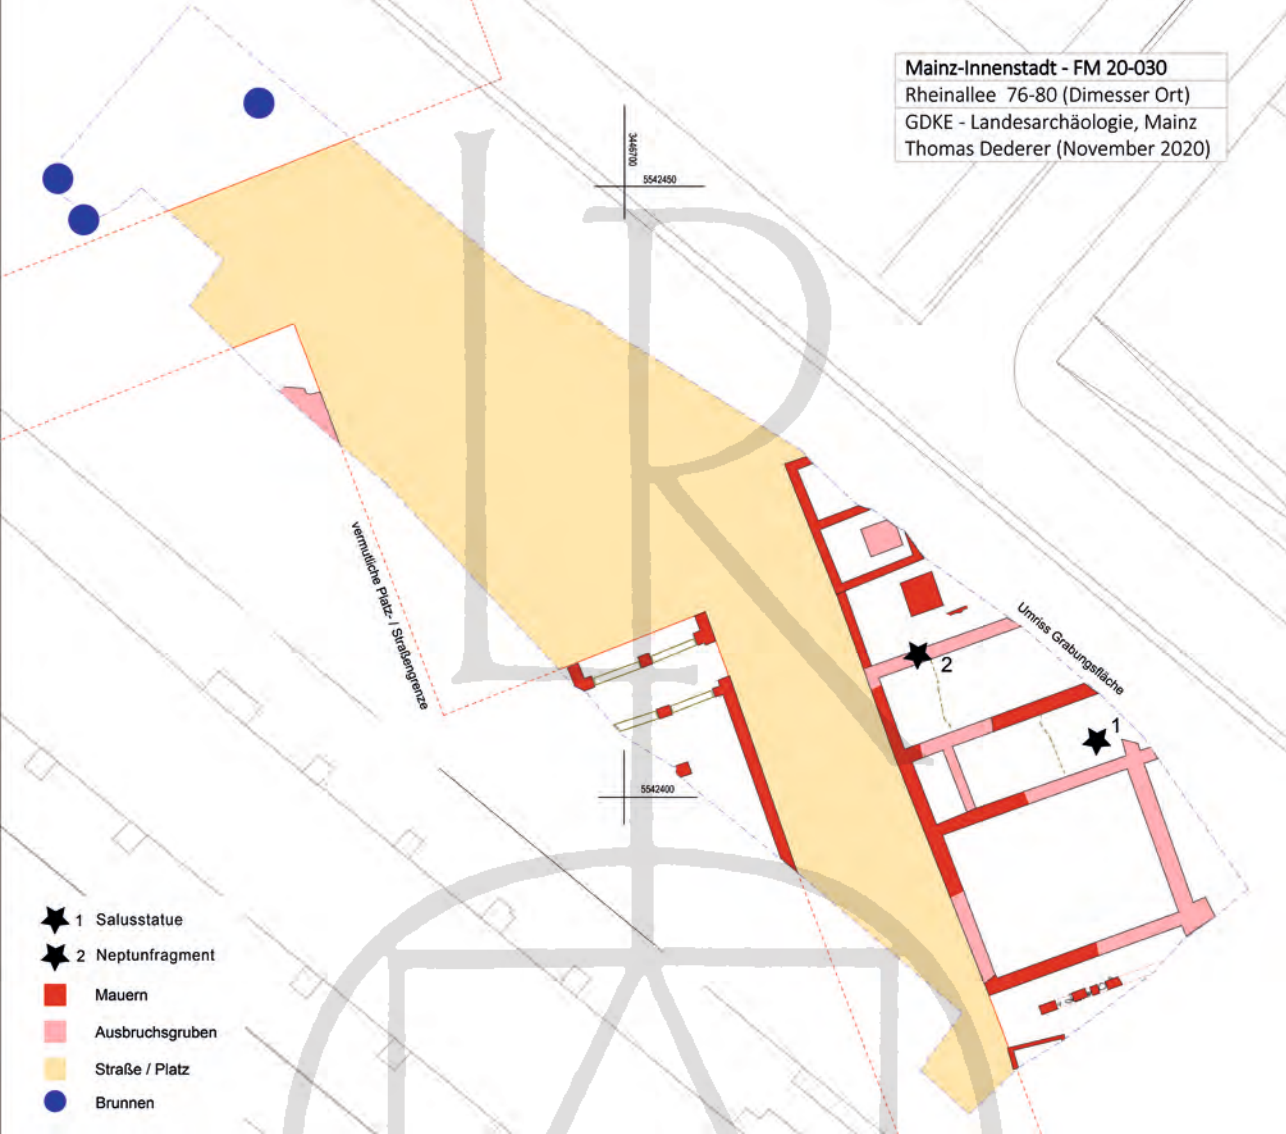 Mainz-Innenstadt - FM 20-030
Rheinallee 76-80 (Dimesser Ort)
GDKE - Landesarchäologie, Mainz
Thomas Dederer (November 2020)
3446700
5542450
vermutliche Platz- / Straßengrenze
Umriss Grabungsfläche
2
1
5542400
1 Salusstatue
2 Neptunfragment
Mauern
Ausbruchsgruben
Straße / Platz
Brunnen